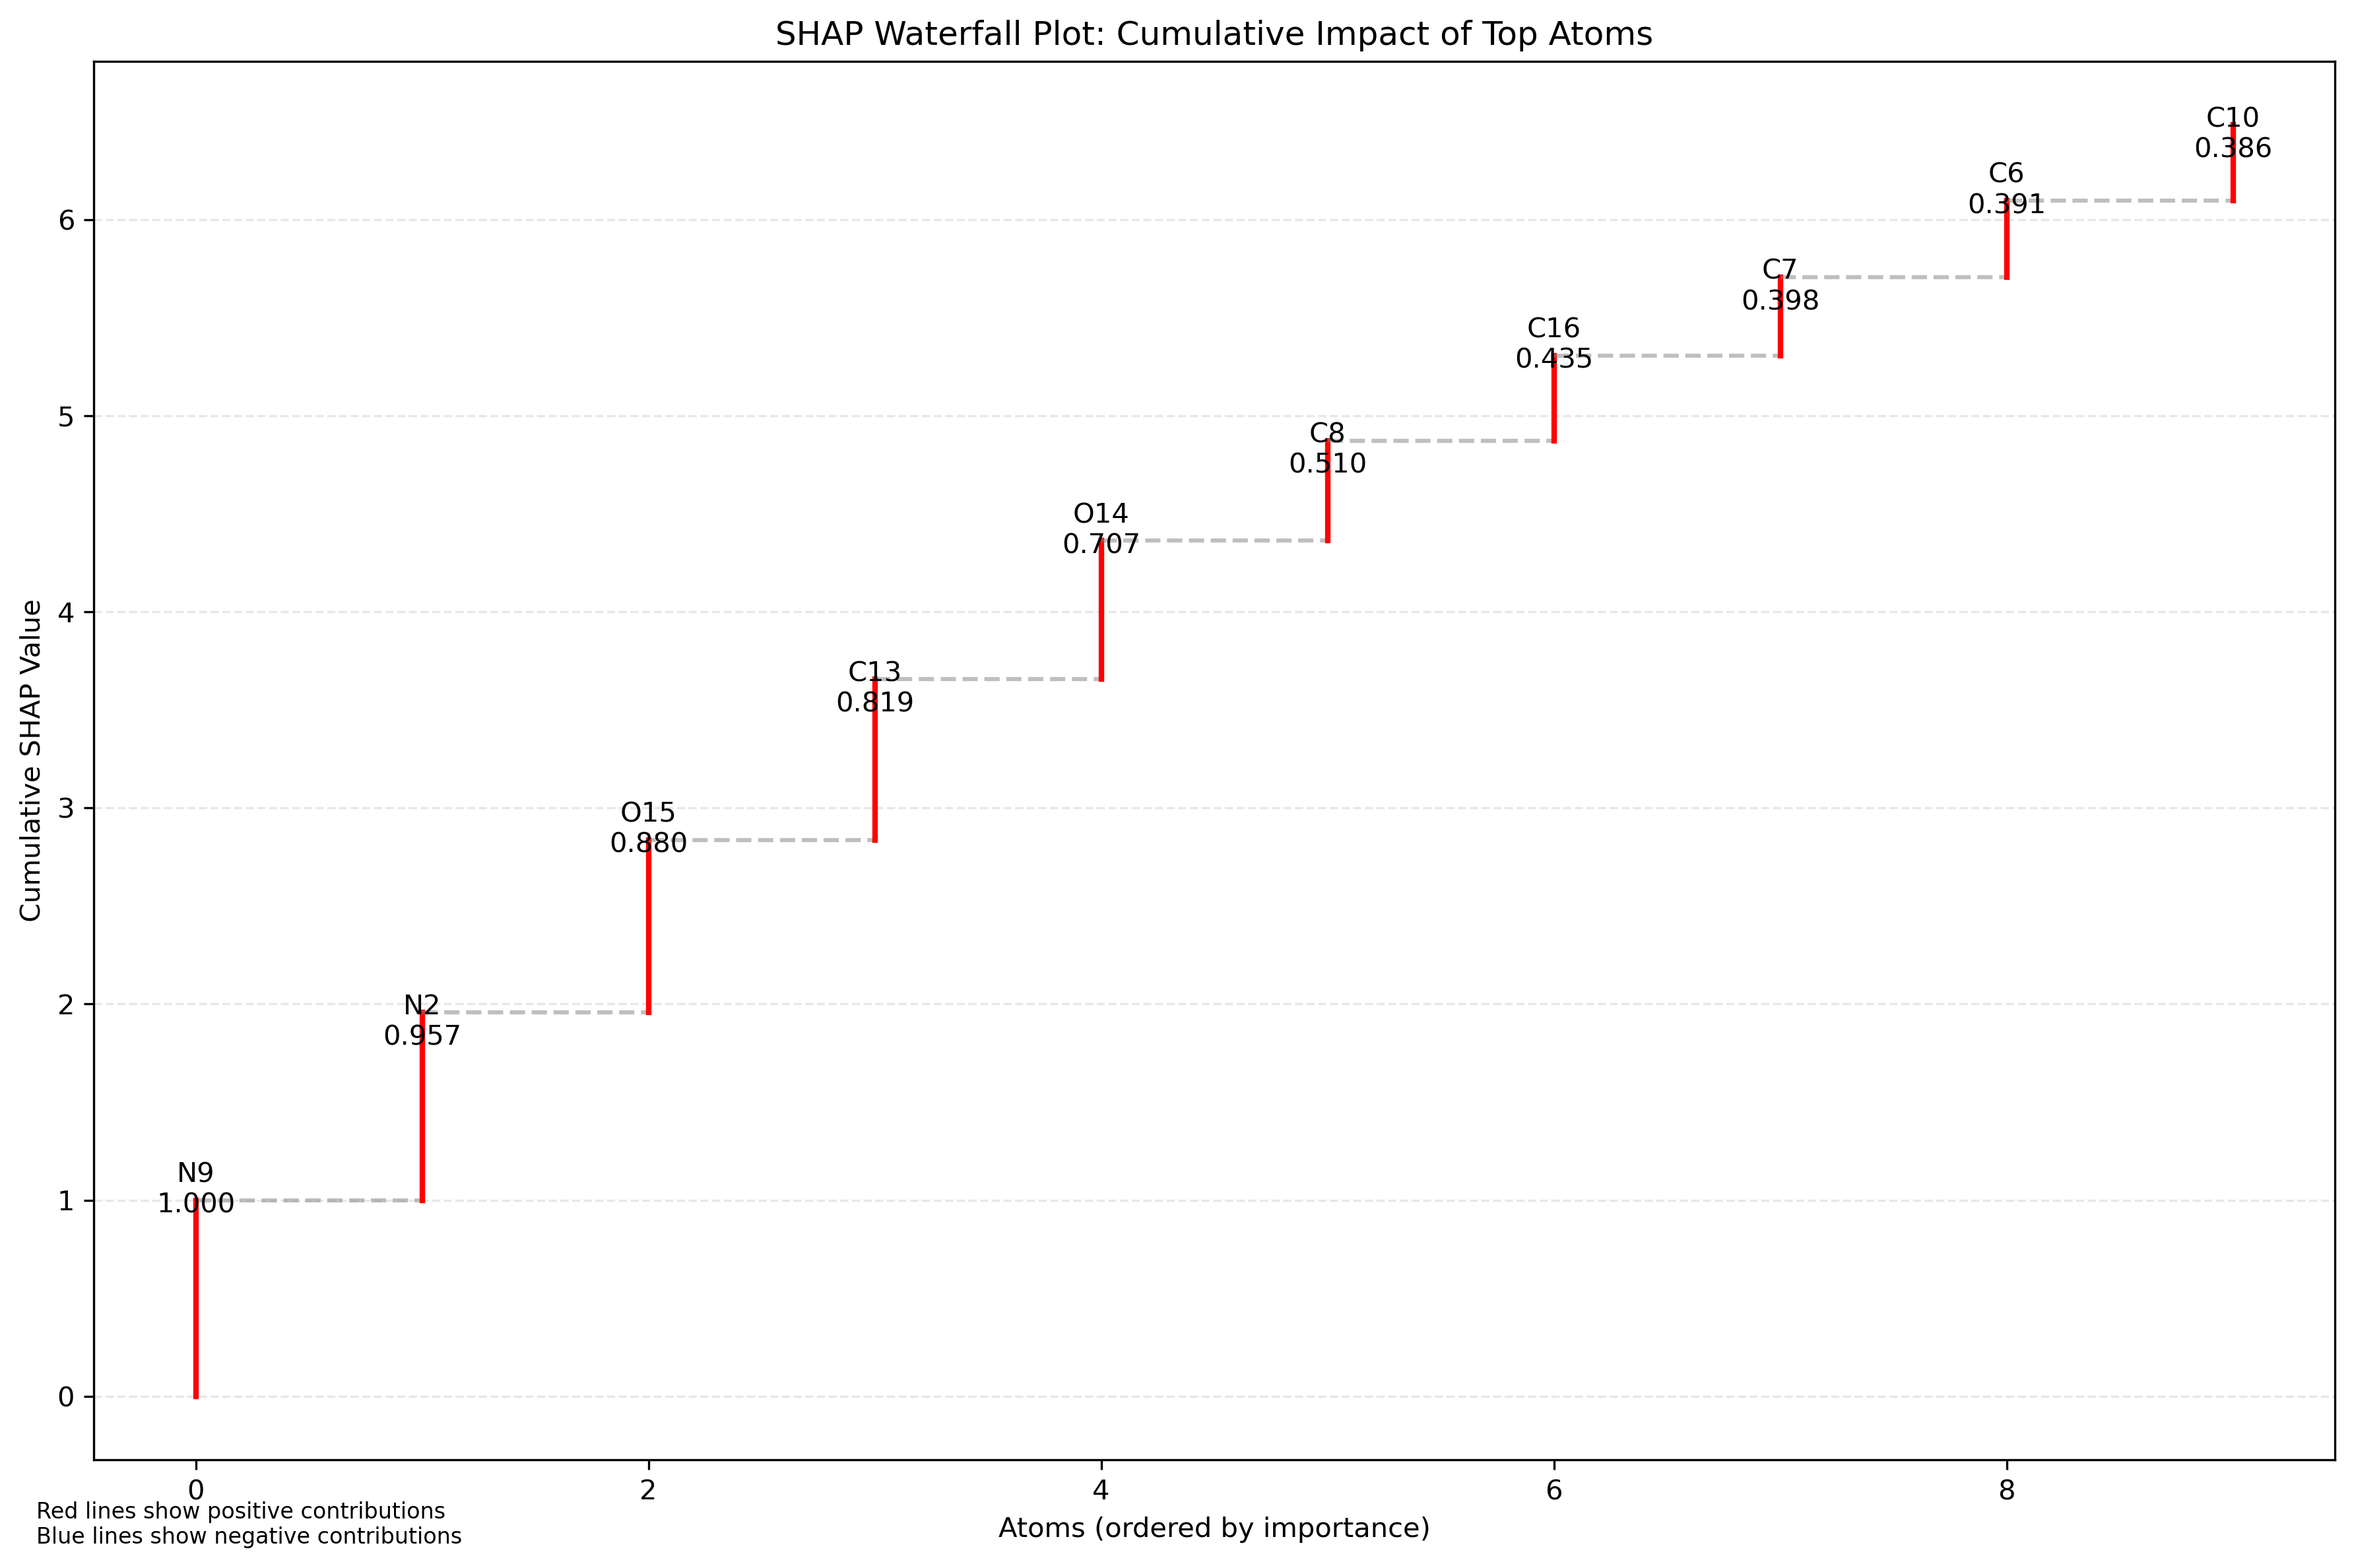 SHAP Waterfall Plot: Cumulative Impact of Top Atoms
Cumulative SHAP Value
6
5
4
3
2
1
0
N9
1.000
N2
0.957
O15
0.880
C13
0.819
O14
0.707
C8
0.510
C16
0.435
C7
0.398
C6
0.391
C10
0.386
0
2
4
6
8
Atoms (ordered by importance)
Red lines show positive contributions
Blue lines show negative contributions